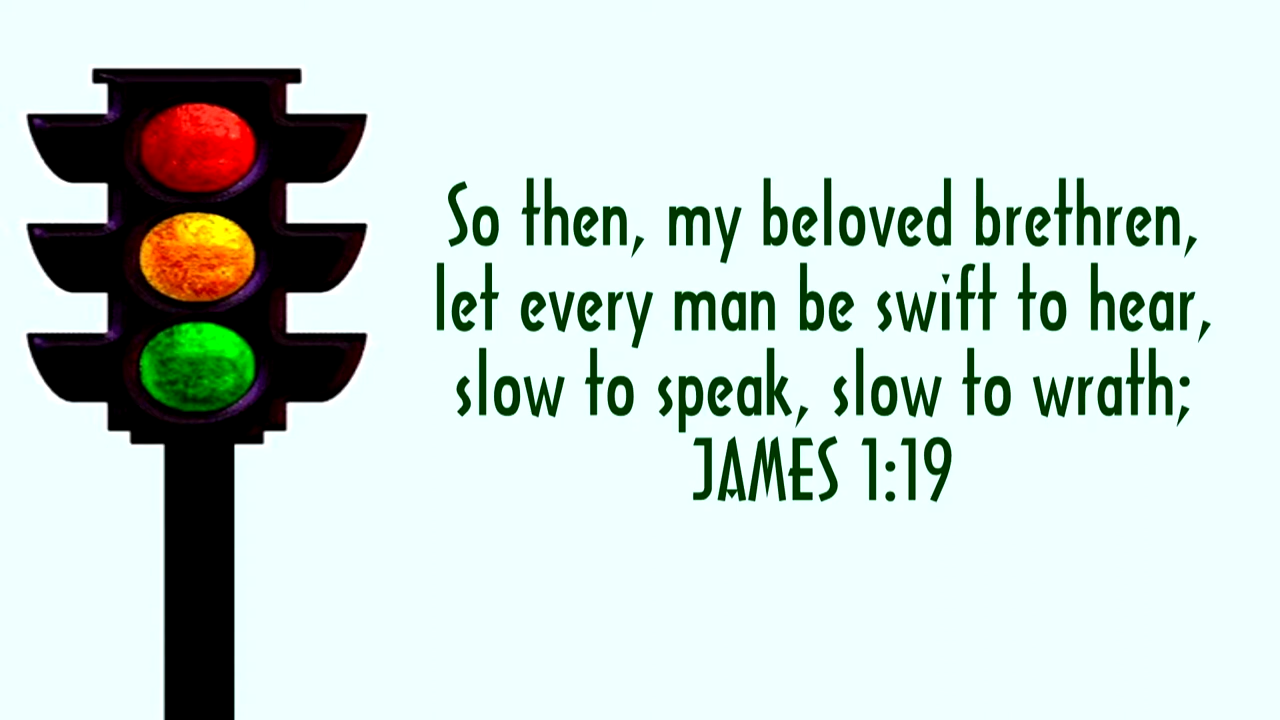 So then, my beloved brethren,
let every man be swift to hear,
slow to speak, slow to wrath;
JAMES 1:19